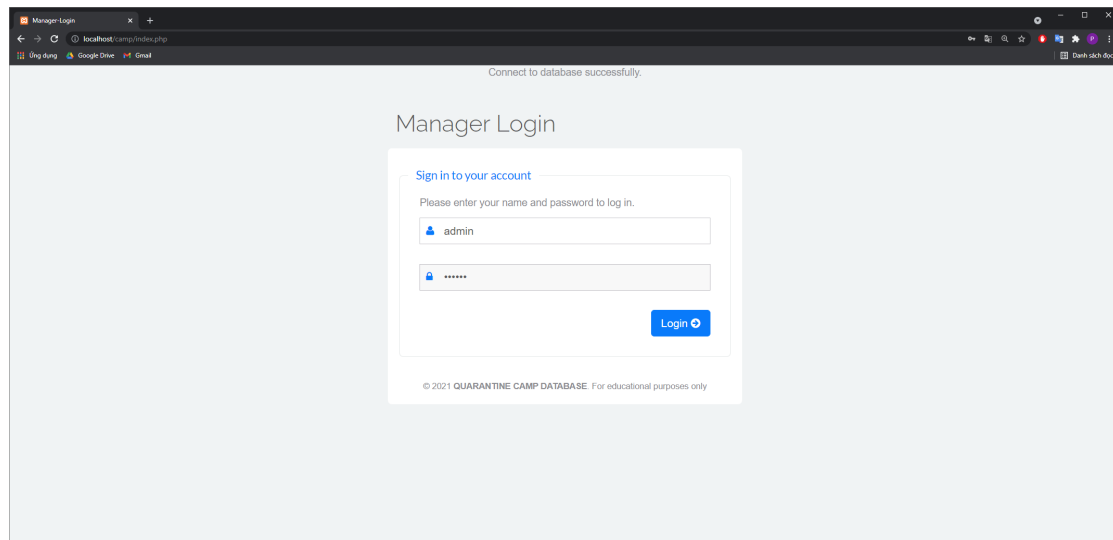 Manager-Login
localhost/camp/index.php
Ứng dụng Google Drive Gmail Danh sách đọc
Connect to database successfully.
Manager Login
Sign in to your account
Please enter your name and password to log in.
admin
••••••
Login
© 2021 QUARANTINE CAMP DATABASE. For educational purposes only